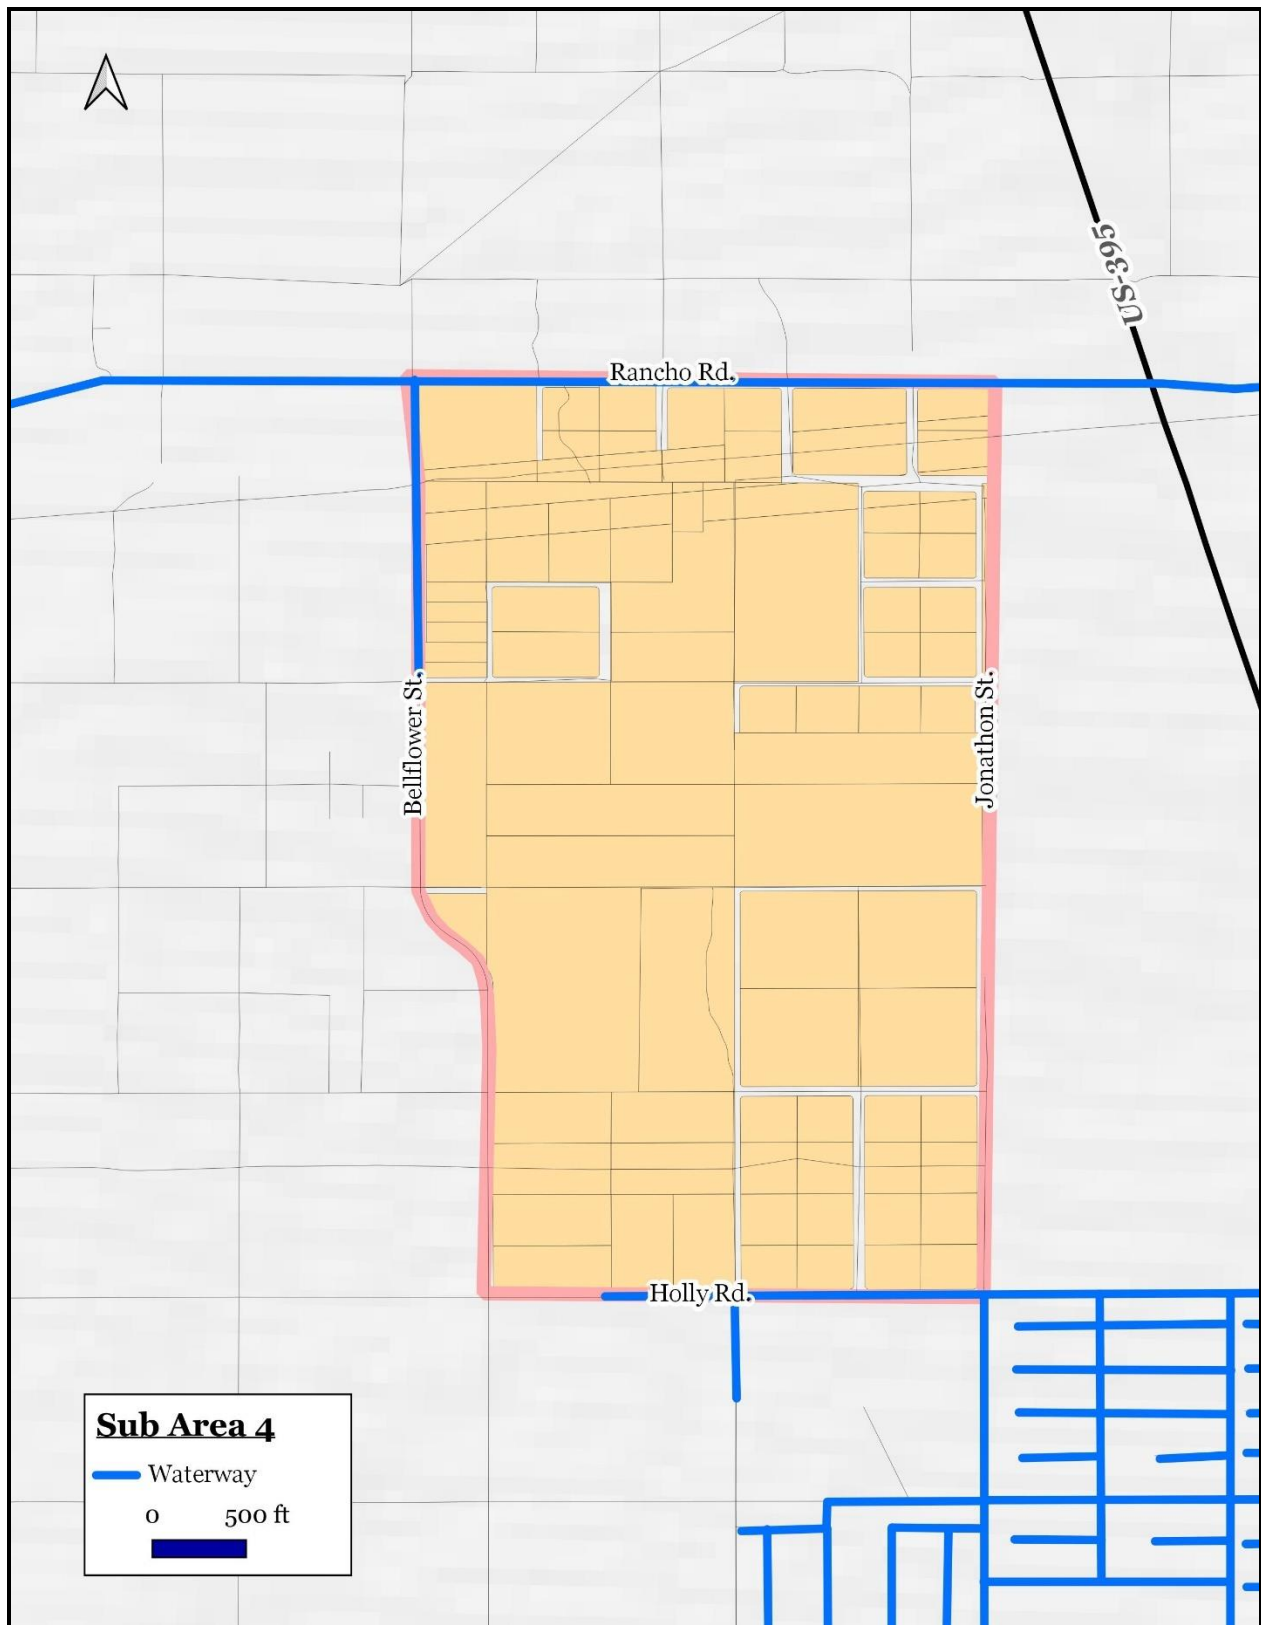 US-395
Rancho Rd.
Bellflower St.
Jonathon St.
Holly Rd.
Sub Area 4
Waterway
0 500 ft